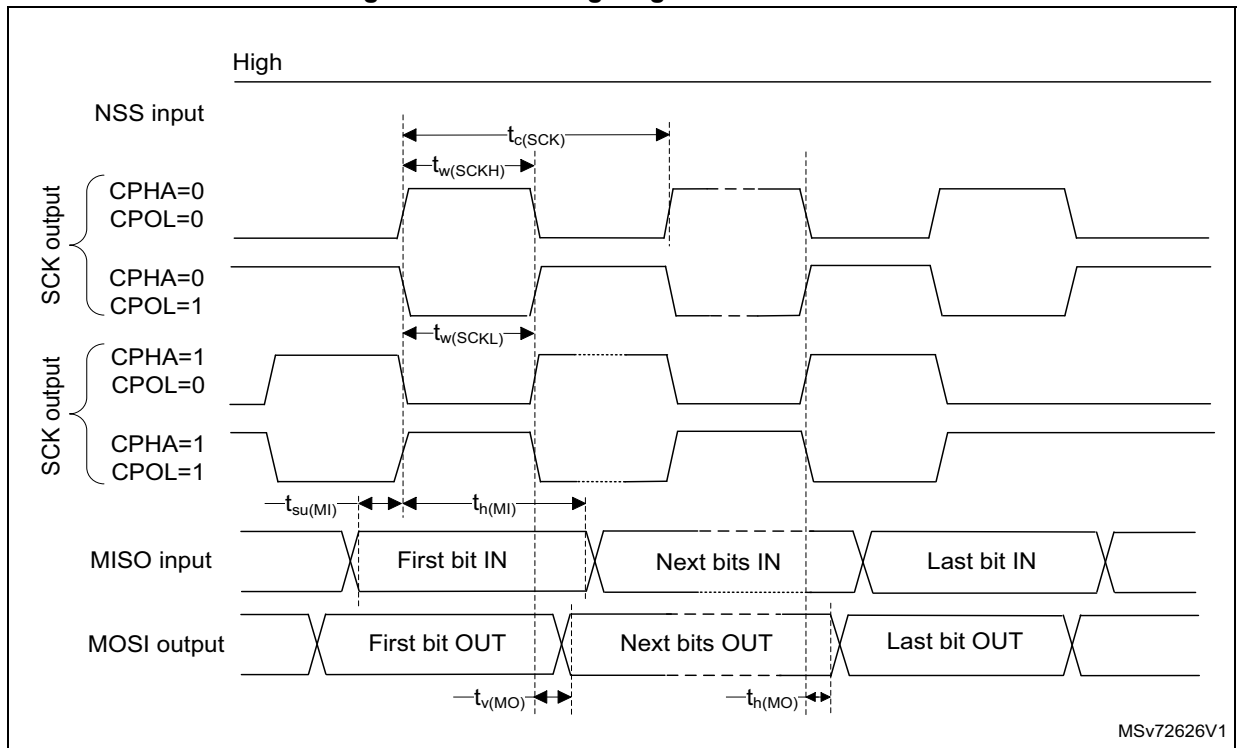 High
NSS input
tc(SCK)
tw(SCKH)
SCK output
CPHA=0
CPOL=0
CPHA=0
CPOL=1
tw(SCKL)
SCK output
CPHA=1
CPOL=0
CPHA=1
CPOL=1
tsu(MI)
th(MI)
MISO input
First bit IN
Next bits IN
Last bit IN
MOSI output
First bit OUT
Next bits OUT
Last bit OUT
tv(MO)
th(MO)
MSv72626V1